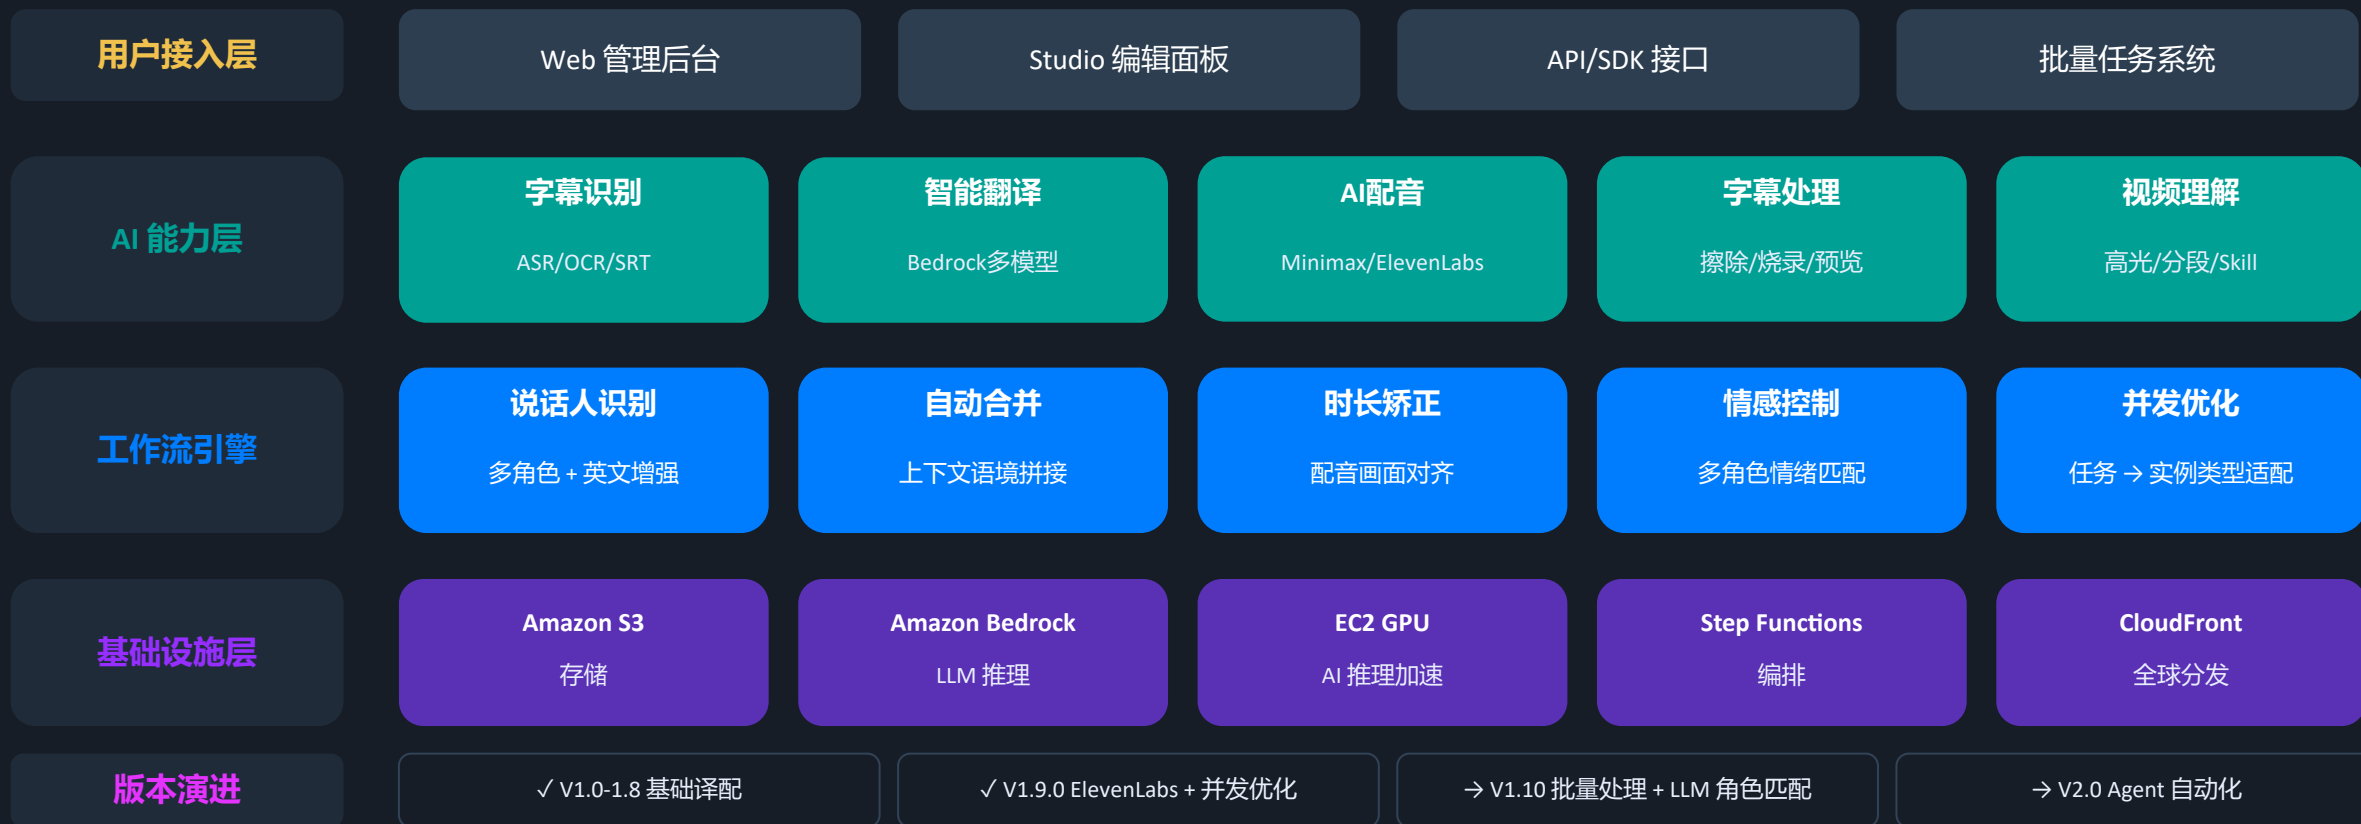 用户接入层
Web 管理后台
Studio 编辑面板
API/SDK 接口
批量任务系统
AI 能力层
字幕识别
ASR/OCR/SRT
智能翻译
Bedrock多模型
AI配音
Minimax/ElevenLabs
字幕处理
擦除/烧录/预览
视频理解
高光/分段/Skill
工作流引擎
说话人识别
多角色 + 英文增强
自动合并
上下文语境拼接
时长矫正
配音画面对齐
情感控制
多角色情绪匹配
并发优化
任务 → 实例类型适配
基础设施层
Amazon S3
存储
Amazon Bedrock
LLM 推理
EC2 GPU
AI 推理加速
Step Functions
编排
CloudFront
全球分发
版本演进
✓ V1.0-1.8 基础译配
✓ V1.9.0 ElevenLabs + 并发优化
→ V1.10 批量处理 + LLM 角色匹配
→ V2.0 Agent 自动化